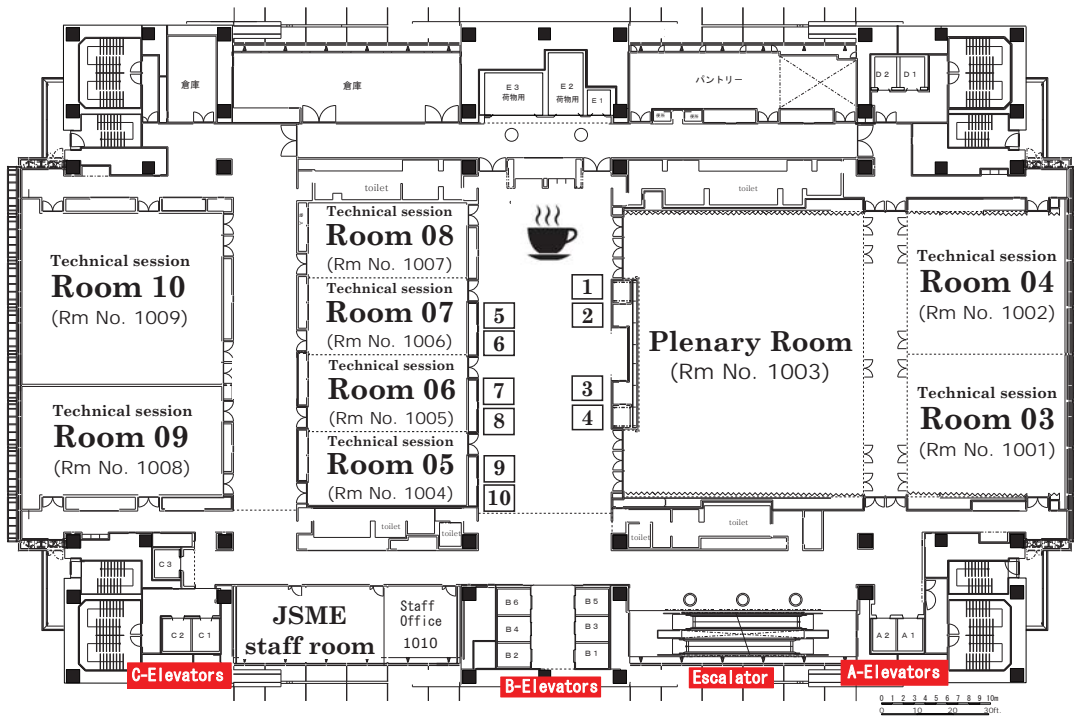 倉庫
倉庫
E3
荷物用
E2
荷物用
E1
パントリー
D2
D1
toilet
toilet
Technical session
Room 08
(Rm No. 1007)
Technical session
Room 10
(Rm No. 1009)
Technical session
Room 04
(Rm No. 1002)
1
2
5
6
Technical session
Room 07
(Rm No. 1006)
Plenary Room
(Rm No. 1003)
Technical session
Room 06
(Rm No. 1005)
7
8
3
4
Technical session
Room 09
(Rm No. 1008)
Technical session
Room 03
(Rm No. 1001)
Technical session
Room 05
(Rm No. 1004)
9
10
toilet
toilet
toilet
toilet
C3
C2
C1
JSME
staff room
Staff
Office
1010
B6
B5
B4
B3
B2
B1
A2
A1
C-Elevators
B-Elevators
Escalator
A-Elevators
0 1 2 3 4 5 6 7 8 9 10m
0 10 20 30ft.